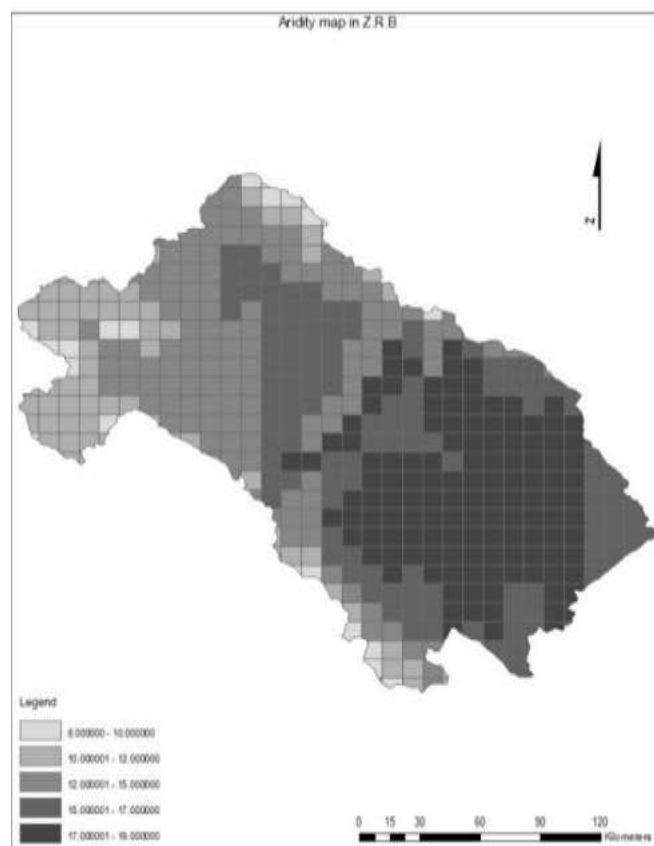 Aridity map in Z.R.B
Z
Legend
8.000000 - 10.000000
10.000001 - 12.000000
12.000001 - 15.000000
15.000001 - 17.000000
17.000001 - 19.000000
0 15 30 60 90 120
Kilometers